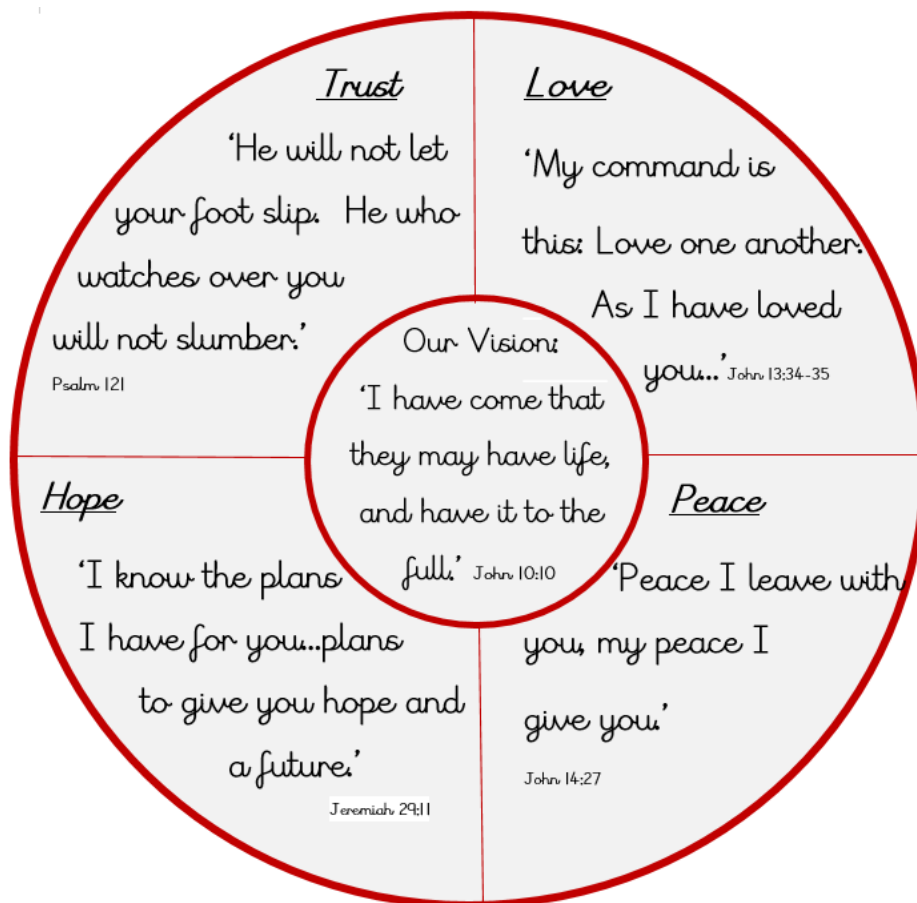 Trust
‘He will not let
your foot slip. He who
watches over you
will not slumber.’
Psalm 121
Love
‘My command is
this: Love one another.
As I have loved
you...’ John 13:34-35
Our Vision:
‘I have come that
they may have life,
and have it to the
full.’ John 10:10
Hope
‘I know the plans
I have for you...plans
to give you hope and
a future.’
Jeremiah 29:11
Peace
‘Peace I leave with
you, my peace I
give you.’
John 14:27